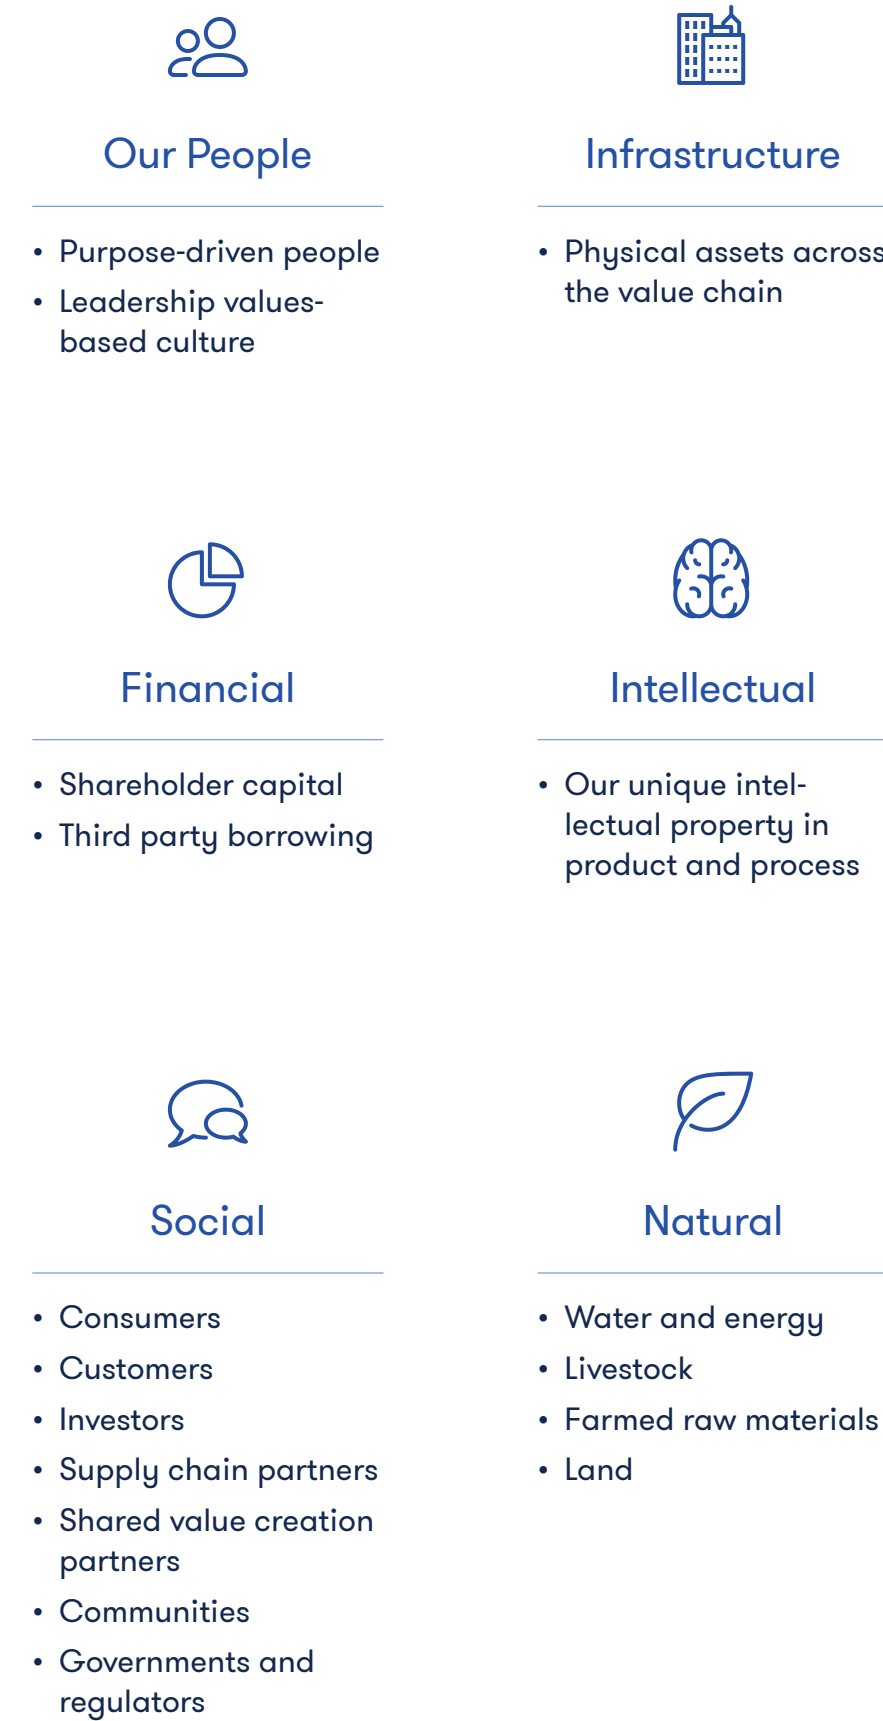 Our People
• Purpose-driven people
• Leadership values-
based culture
Infrastructure
• Physical assets across
the value chain
Financial
• Shareholder capital
• Third party borrowing
Intellectual
• Our unique intel-
lectual property in
product and process
Social
• Consumers
• Customers
• Investors
• Supply chain partners
• Shared value creation
partners
• Communities
• Governments and
regulators
Natural
• Water and energy
• Livestock
• Farmed raw materials
• Land